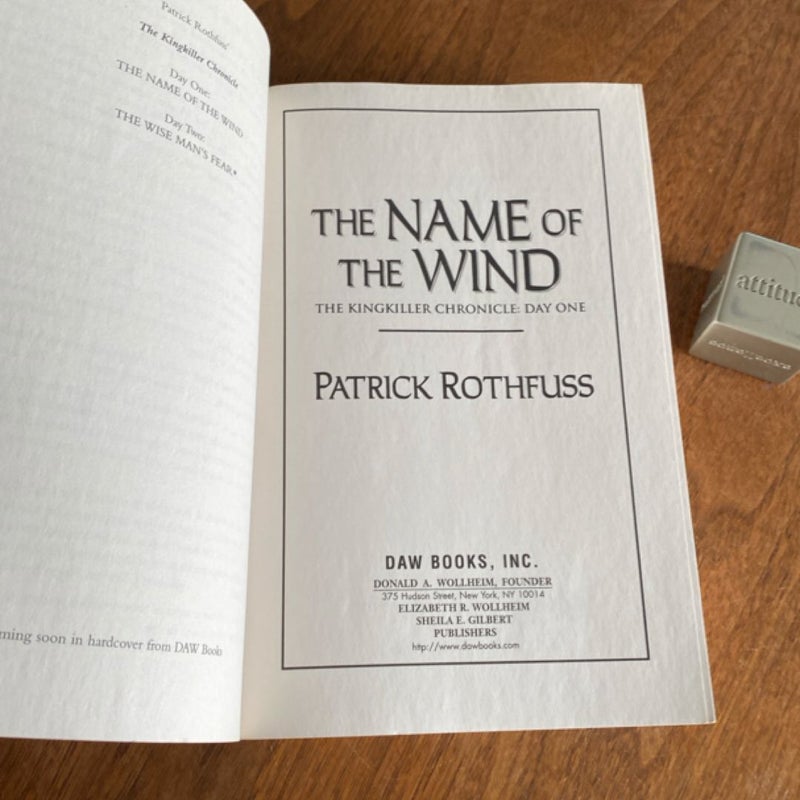 Patrick Rothfuss'
The Kingkiller Chronicle
Day One:
THE NAME OF THE WIND
Day Two:
THE WISE MAN'S FEAR*
ming soon in hardcover from DAW Books
THE NAME OF
THE WIND
THE KINGKILLER CHRONICLE: DAY ONE
PATRICK ROTHFUSS
DAW BOOKS, INC.
DONALD A. WOLLHEIM, FOUNDER
375 Hudson Street, New York, NY 10014
ELIZABETH R. WOLLHEIM
SHEILA E. GILBERT
PUBLISHERS
http://www.dawbooks.com
attitu